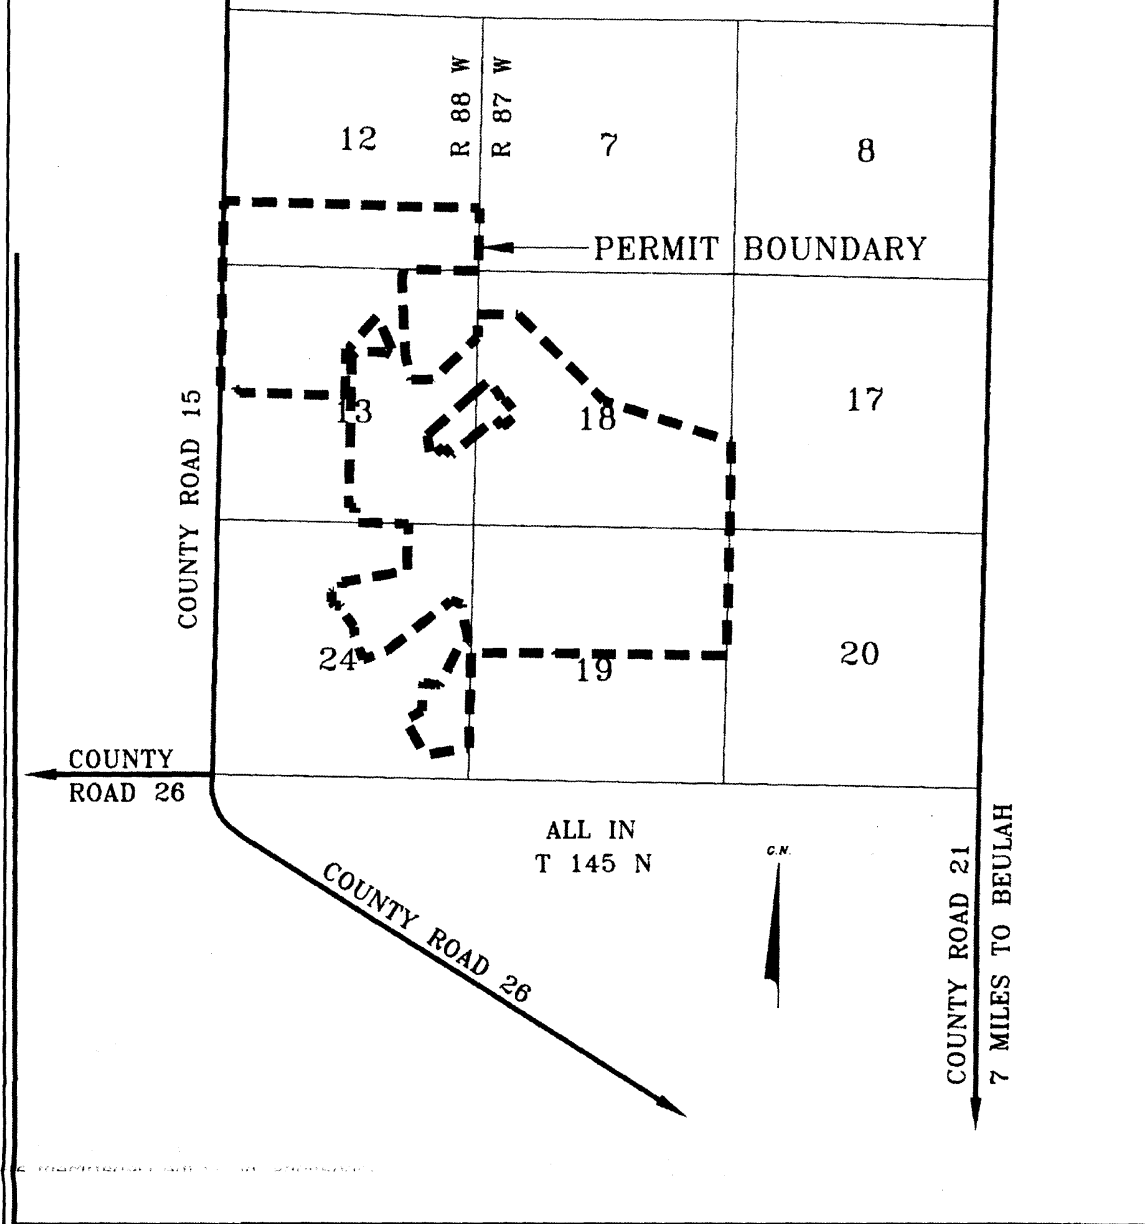 R 88 W
R 87 W
12
7
8
PERMIT BOUNDARY
13
18
17
COUNTY ROAD 15
24
19
20
COUNTY
ROAD 26
ALL IN
T 145 N
G.N.
COUNTY ROAD 26
COUNTY ROAD 21
7 MILES TO BEULAH